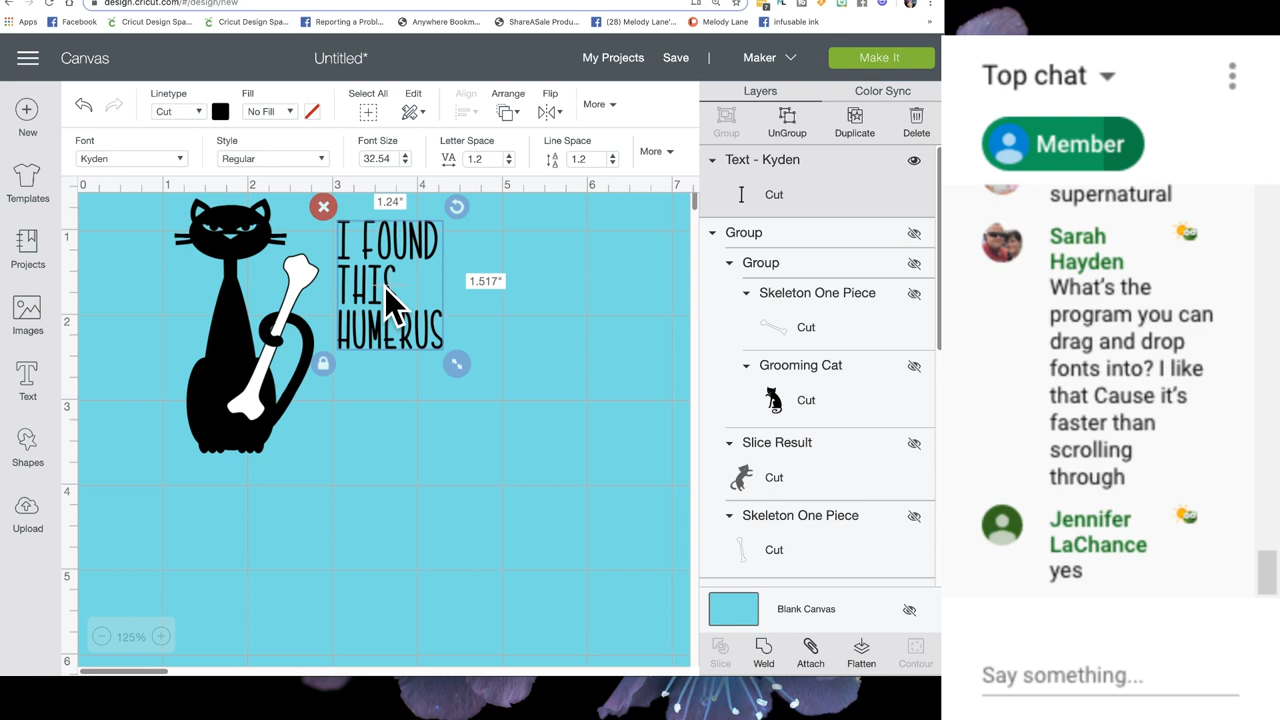 design.cricut.com/#/design/new
Apps
Facebook
Cricut Design Spa...
Cricut Design Spa...
Reporting a Probl...
Anywhere Bookm...
ShareASale Produ...
(28) Melody Lane'...
Melody Lane
infusable ink
»
Canvas
Untitled*
My Projects
Save
|
Maker
Make It
New
Templates
Projects
Images
Text
Shapes
Upload
Linetype
Cut
Fill
No Fill
Select All
Edit
Align
Arrange
Flip
More
Font
Kyden
Style
Regular
Font Size
32.54
Letter Space
VA
1.2
Line Space
1.2
More
0 1 2 3 4 5 6 7
1
2
3
4
5
6
1.24"
1.517"
I FOUND
THIS
HUMERUS
125%
Layers
Color Sync
Group
UnGroup
Duplicate
Delete
Text - Kyden
Cut
Group
Group
Skeleton One Piece
Cut
Grooming Cat
Cut
Slice Result
Cut
Skeleton One Piece
Cut
Blank Canvas
Slice
Weld
Attach
Flatten
Contour
Top chat
Member
supernatural
Sarah
Hayden
What's the
program you can
drag and drop
fonts into? I like
that Cause it's
faster than
scrolling
through
Jennifer
LaChance
yes
Say something...